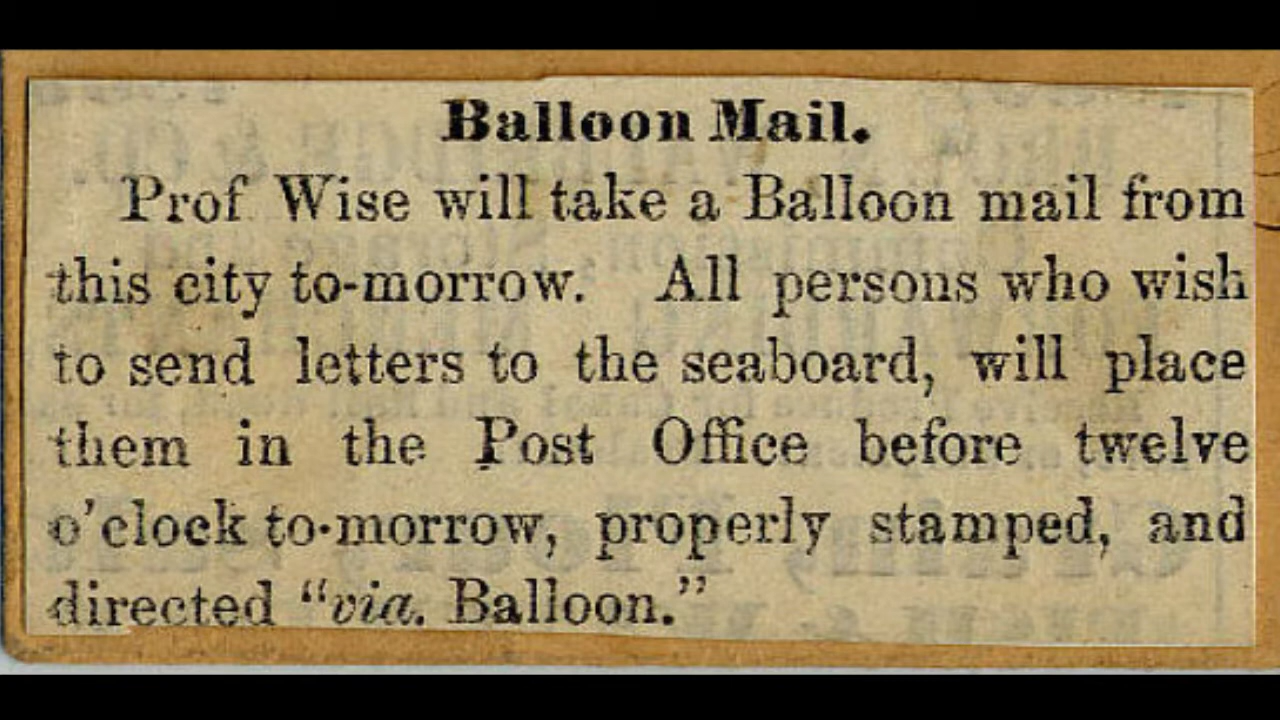 Balloon Mail.
Prof Wise will take a Balloon mail from
this city to-morrow. All persons who wish
to send letters to the seaboard, will place
them in the Post Office before twelve
o'clock to-morrow, properly stamped, and
directed "via. Balloon."